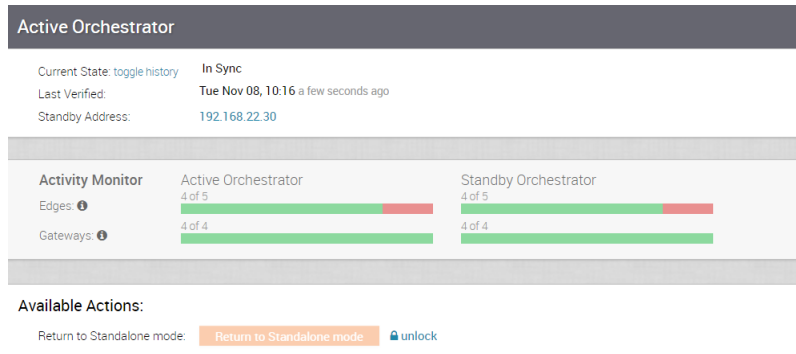 Active Orchestrator
Current State: toggle history In Sync
Last Verified: Tue Nov 08, 10:16 a few seconds ago
Standby Address: 192.168.22.30
Activity Monitor Active Orchestrator Standby Orchestrator
4 of 5 4 of 5
Edges:
4 of 4 4 of 4
Gateways:
Available Actions:
Return to Standalone mode: Return to Standalone mode unlock